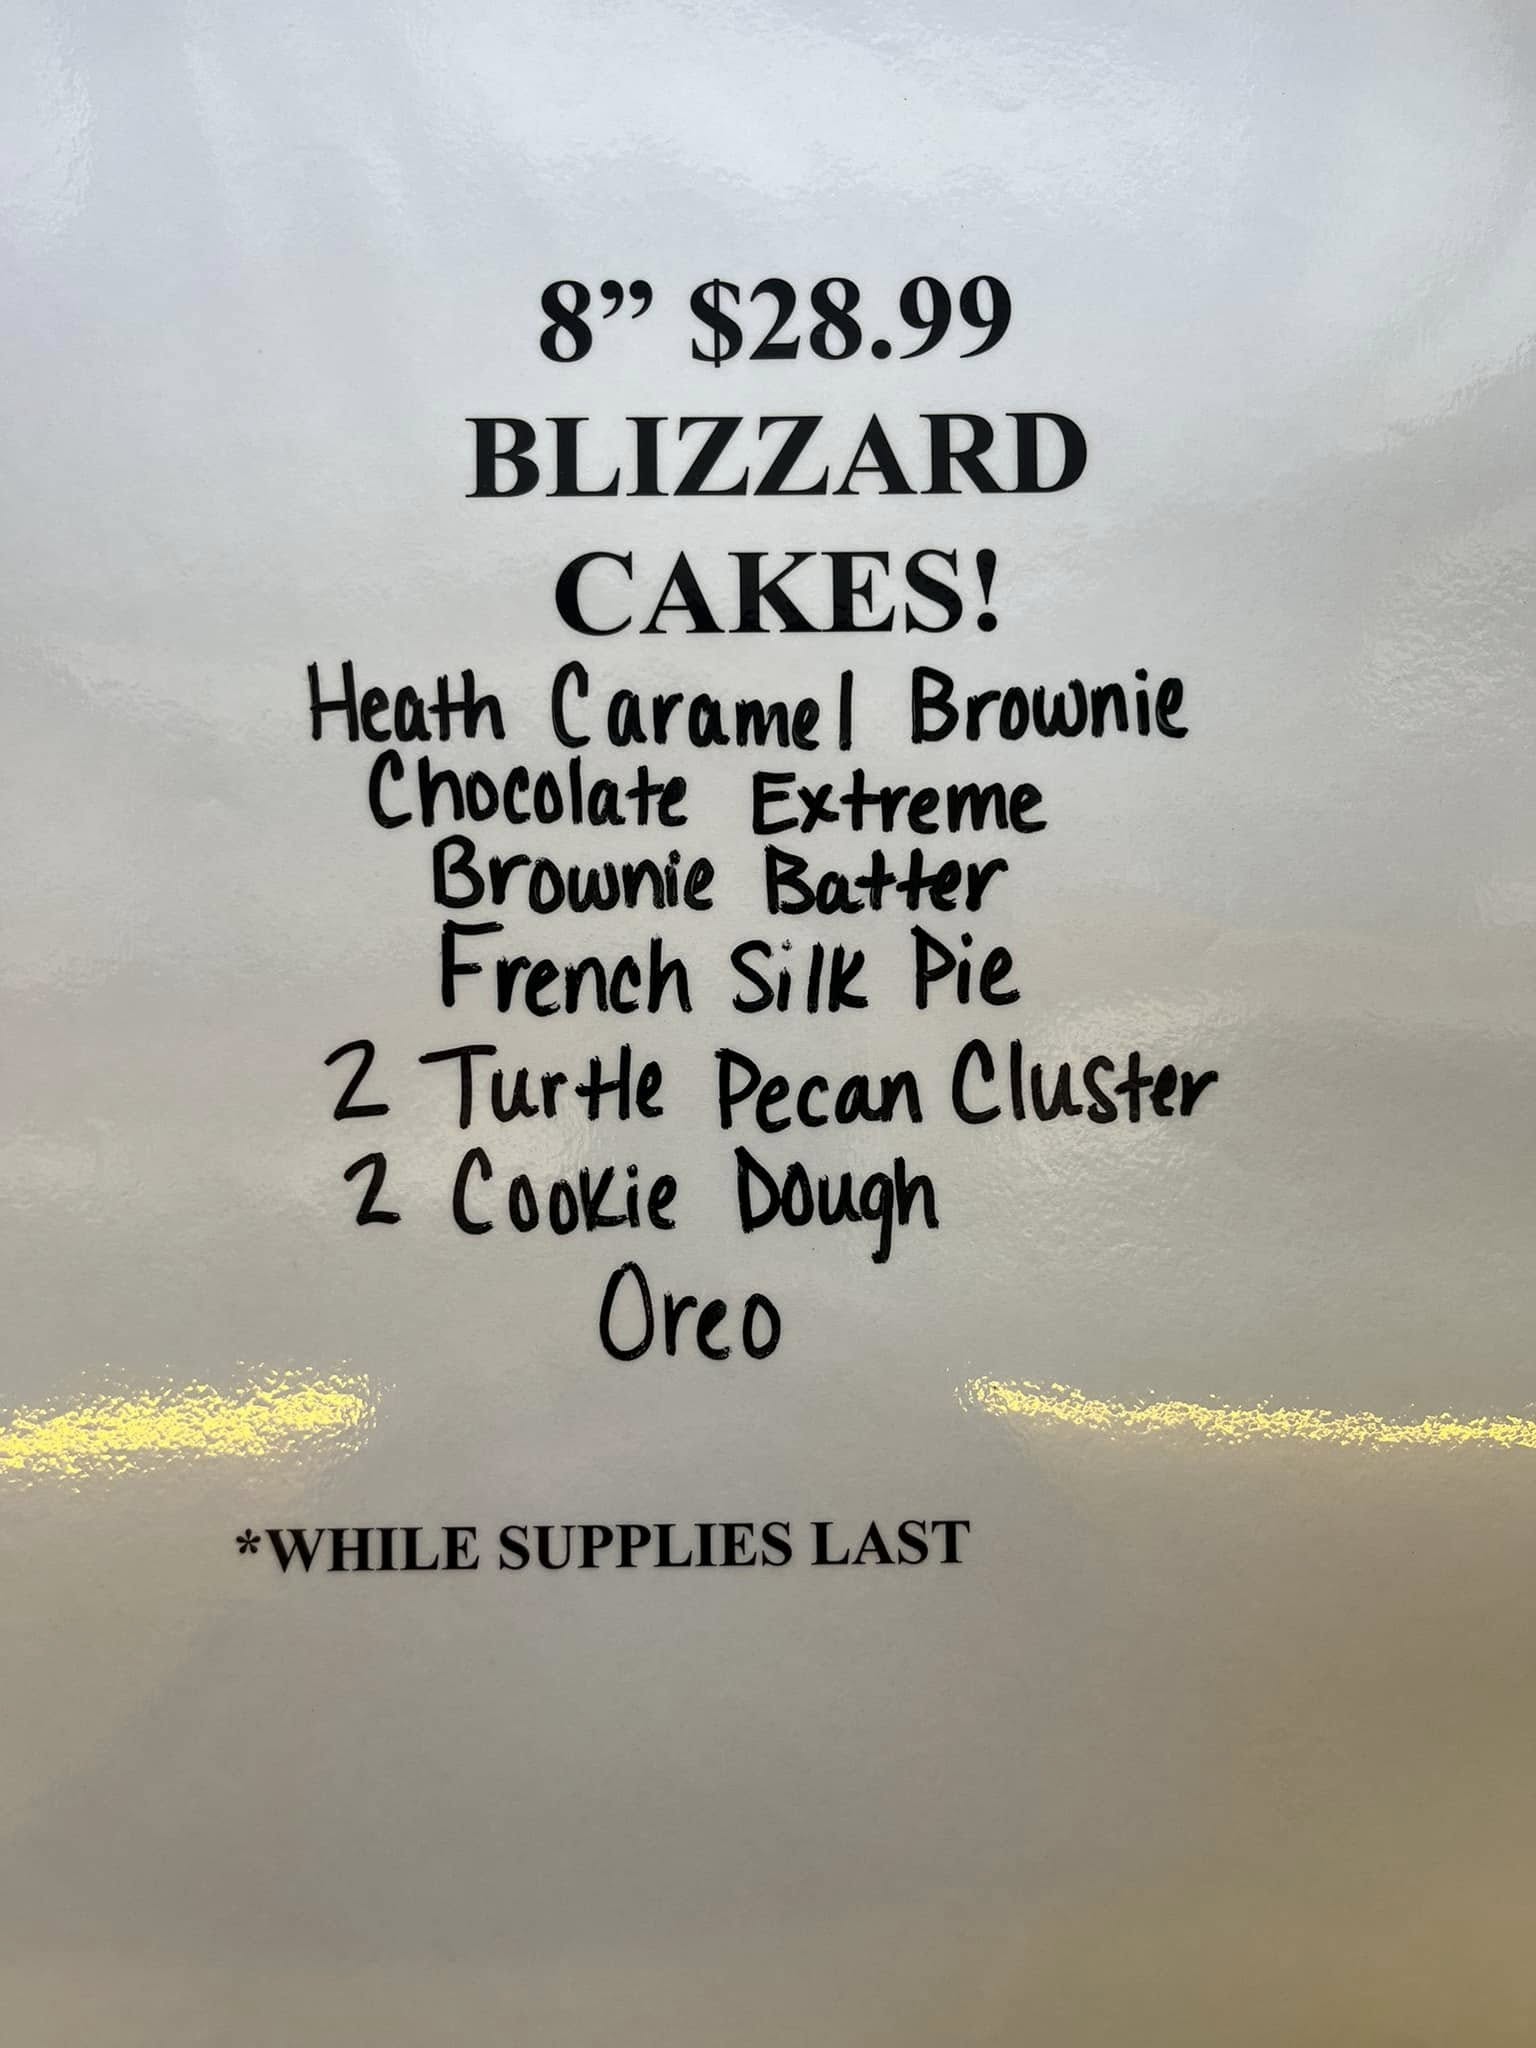 8” $28.99
BLIZZARD
CAKES!
Heath Caramel Brownie
Chocolate Extreme
Brownie Batter
French Silk Pie
2 Turtle Pecan Cluster
2 Cookie Dough
Oreo
*WHILE SUPPLIES LAST